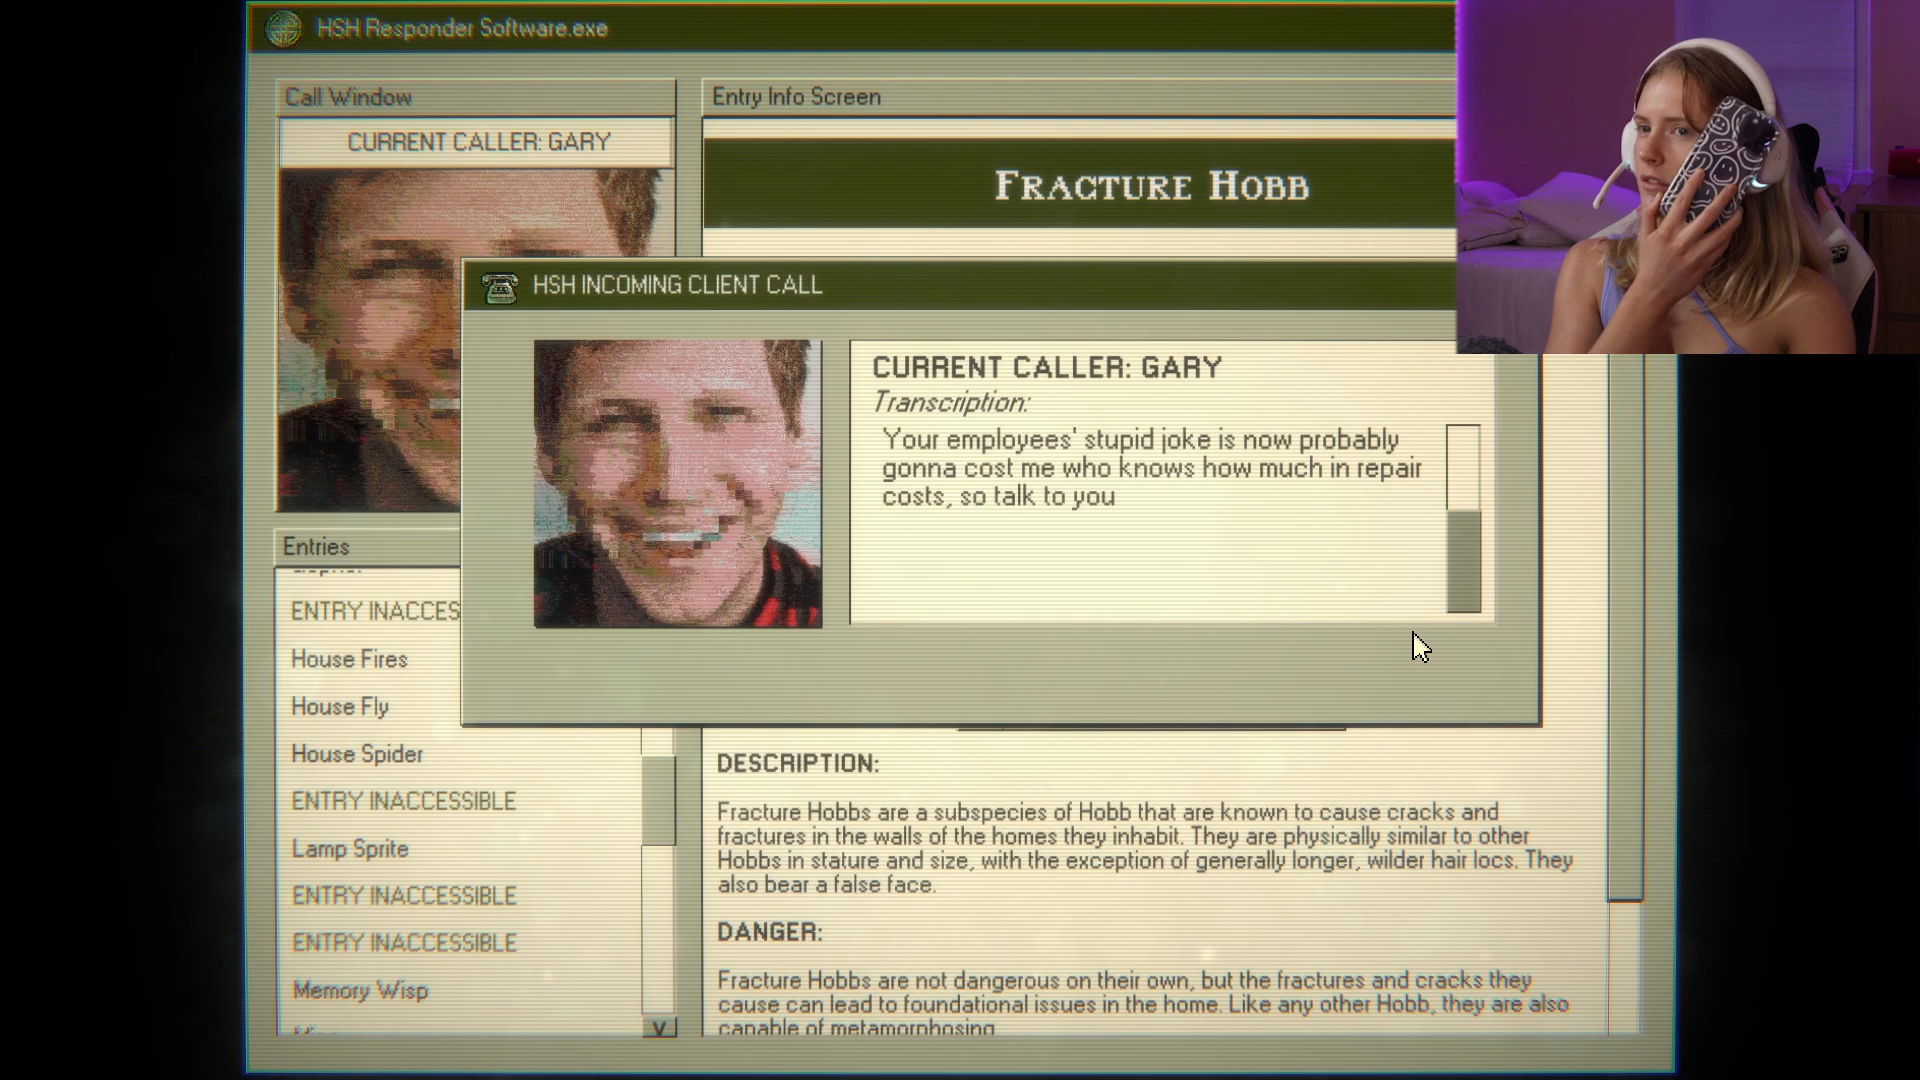 HSH Responder Software.exe
Call Window
CURRENT CALLER: GARY
Entry Info Screen
FRACTURE HOBB
HSH INCOMING CLIENT CALL
CURRENT CALLER: GARY
Transcription:
Your employees' stupid joke is now probably
gonna cost me who knows how much in repair
costs, so talk to you
Entries
ENTRY INACCES
House Fires
House Fly
House Spider
ENTRY INACCESSIBLE
Lamp Sprite
ENTRY INACCESSIBLE
ENTRY INACCESSIBLE
Memory Wisp
V
DESCRIPTION:
Fracture Hobbs are a subspecies of Hobb that are known to cause cracks and
fractures in the walls of the homes they inhabit. They are physically similar to other
Hobbs in stature and size, with the exception of generally longer, wilder hair locs. They
also bear a false face.
DANGER:
Fracture Hobbs are not dangerous on their own, but the fractures and cracks they
cause can lead to foundational issues in the home. Like any other Hobb, they are also
capable of metamorphosing